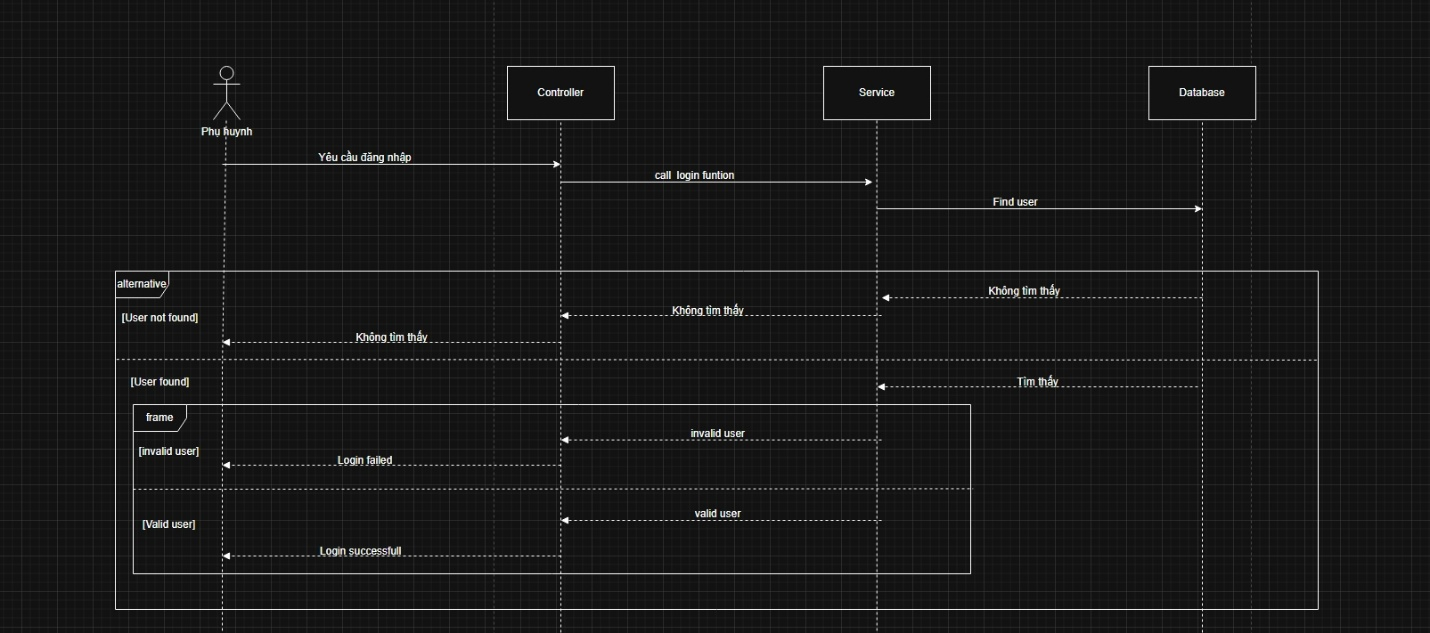 Phụ huynh
Controller
Service
Database
Yêu cầu đăng nhập
call login funtion
Find user
alternative
Không tìm thấy
Không tìm thấy
[User not found]
Không tìm thấy
[User found]
Tìm thấy
frame
invalid user
[invalid user]
Login failed
valid user
[Valid user]
Login successfull